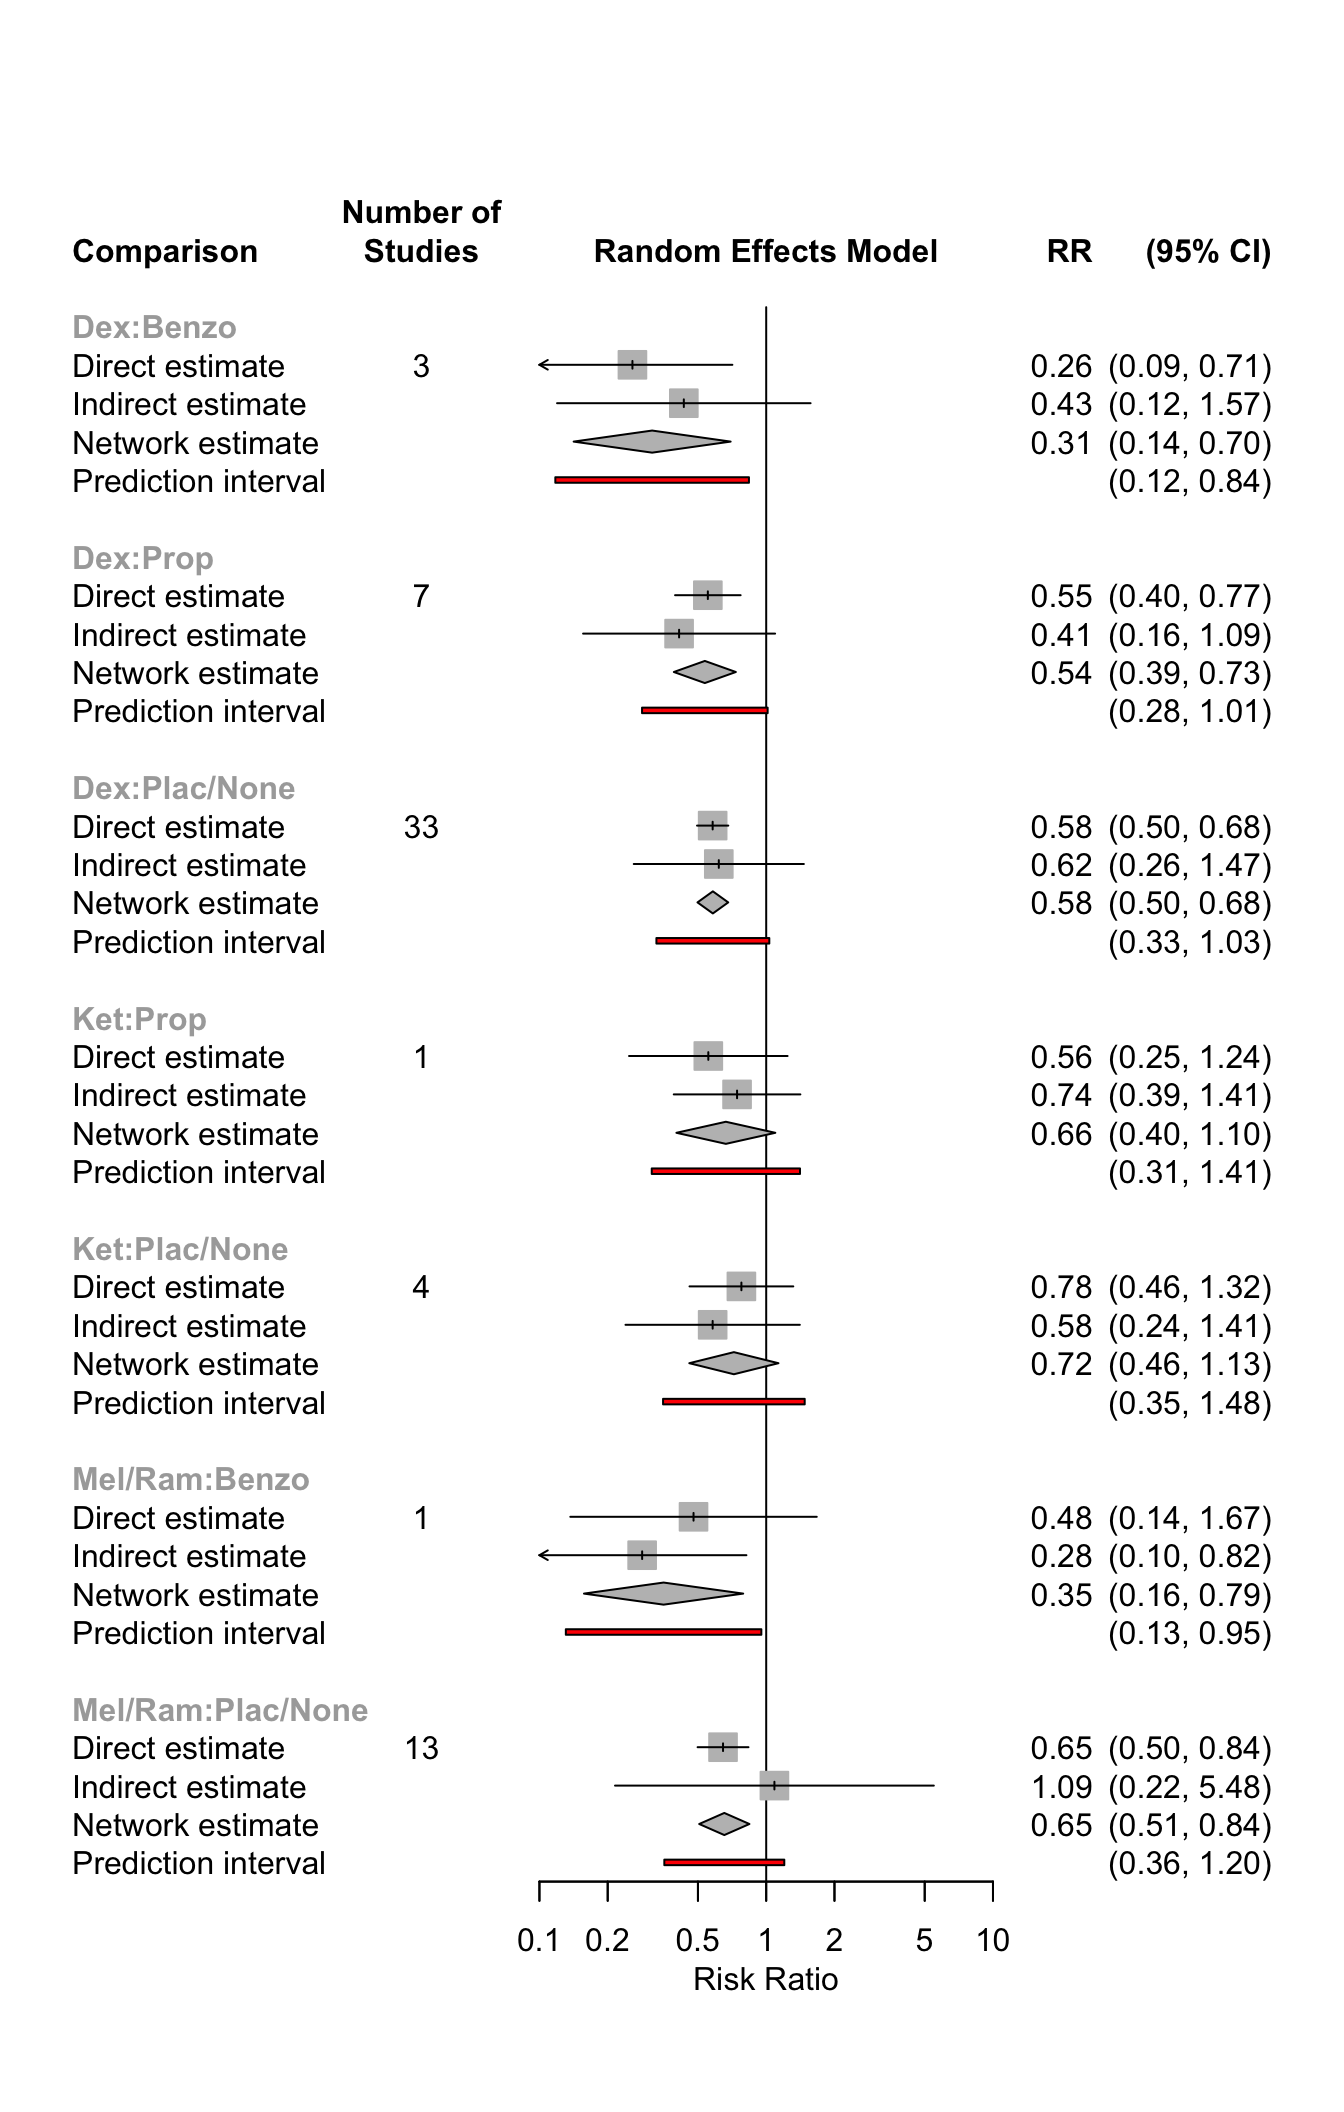 Number of
Comparison Studies Random Effects Model RR (95% CI)
Dex:Benzo
Direct estimate 3 0.26 (0.09, 0.71)
Indirect estimate 0.43 (0.12, 1.57)
Network estimate 0.31 (0.14, 0.70)
Prediction interval (0.12, 0.84)
Dex:Prop
Direct estimate 7 0.55 (0.40, 0.77)
Indirect estimate 0.41 (0.16, 1.09)
Network estimate 0.54 (0.39, 0.73)
Prediction interval (0.28, 1.01)
Dex:Plac/None
Direct estimate 33 0.58 (0.50, 0.68)
Indirect estimate 0.62 (0.26, 1.47)
Network estimate 0.58 (0.50, 0.68)
Prediction interval (0.33, 1.03)
Ket:Prop
Direct estimate 1 0.56 (0.25, 1.24)
Indirect estimate 0.74 (0.39, 1.41)
Network estimate 0.66 (0.40, 1.10)
Prediction interval (0.31, 1.41)
Ket:Plac/None
Direct estimate 4 0.78 (0.46, 1.32)
Indirect estimate 0.58 (0.24, 1.41)
Network estimate 0.72 (0.46, 1.13)
Prediction interval (0.35, 1.48)
Mel/Ram:Benzo
Direct estimate 1 0.48 (0.14, 1.67)
Indirect estimate 0.28 (0.10, 0.82)
Network estimate 0.35 (0.16, 0.79)
Prediction interval (0.13, 0.95)
Mel/Ram:Plac/None
Direct estimate 13 0.65 (0.50, 0.84)
Indirect estimate 1.09 (0.22, 5.48)
Network estimate 0.65 (0.51, 0.84)
Prediction interval (0.36, 1.20)
0.1 0.2 0.5 1 2 5 10
Risk Ratio